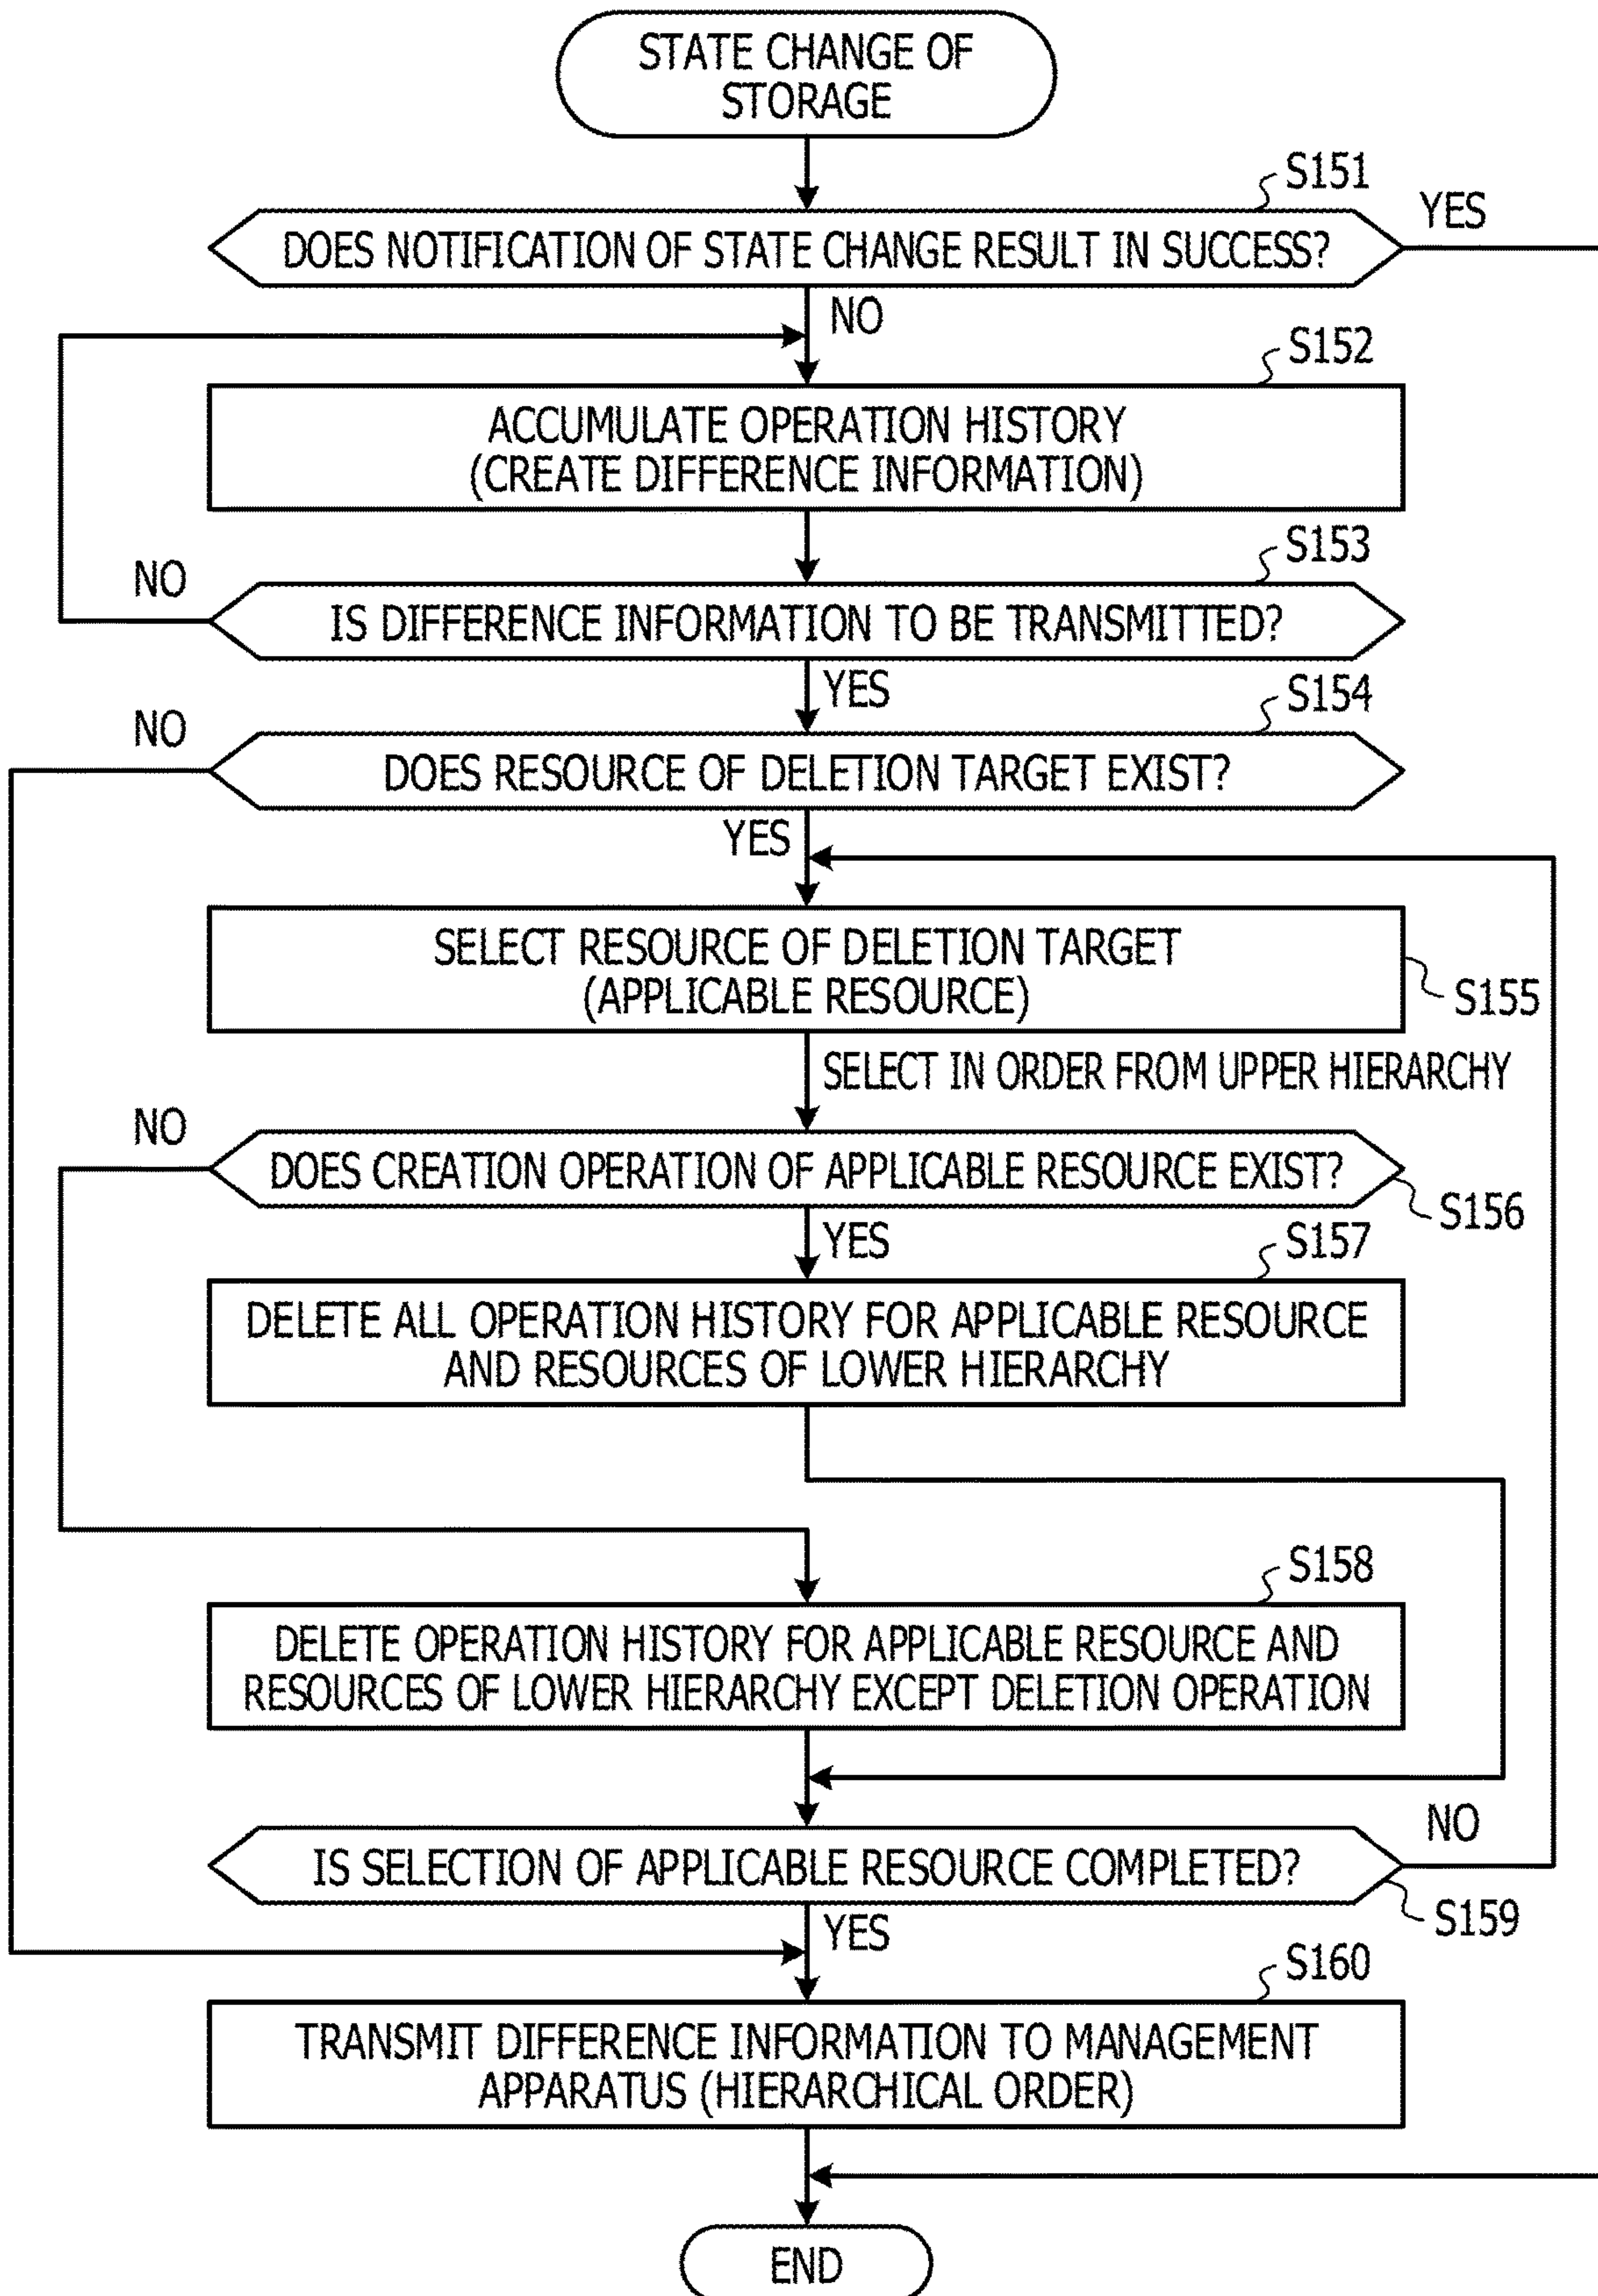 STATE CHANGE OF
STORAGE
S151
YES
DOES NOTIFICATION OF STATE CHANGE RESULT IN SUCCESS?
NO
S152
ACCUMULATE OPERATION HISTORY
(CREATE DIFFERENCE INFORMATION)
S153
NO
IS DIFFERENCE INFORMATION TO BE TRANSMITTED?
YES
S154
NO
DOES RESOURCE OF DELETION TARGET EXIST?
YES
SELECT RESOURCE OF DELETION TARGET
(APPLICABLE RESOURCE)
S155
SELECT IN ORDER FROM UPPER HIERARCHY
NO
DOES CREATION OPERATION OF APPLICABLE RESOURCE EXIST?
S156
YES
S157
DELETE ALL OPERATION HISTORY FOR APPLICABLE RESOURCE
AND RESOURCES OF LOWER HIERARCHY
S158
DELETE OPERATION HISTORY FOR APPLICABLE RESOURCE AND
RESOURCES OF LOWER HIERARCHY EXCEPT DELETION OPERATION
NO
IS SELECTION OF APPLICABLE RESOURCE COMPLETED?
S159
YES
S160
TRANSMIT DIFFERENCE INFORMATION TO MANAGEMENT
APPARATUS (HIERARCHICAL ORDER)
END